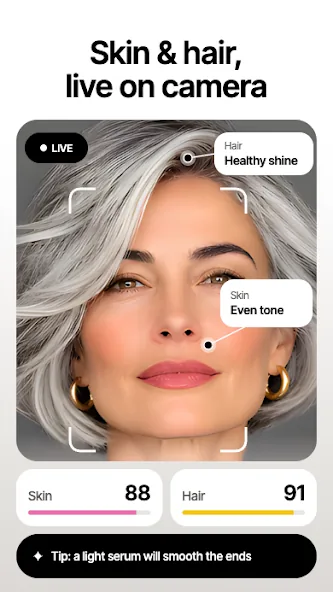 Skin & hair,
live on camera
LIVE
Hair
Healthy shine
Skin
Even tone
Skin 88
Hair 91
Tip: a light serum will smooth the ends